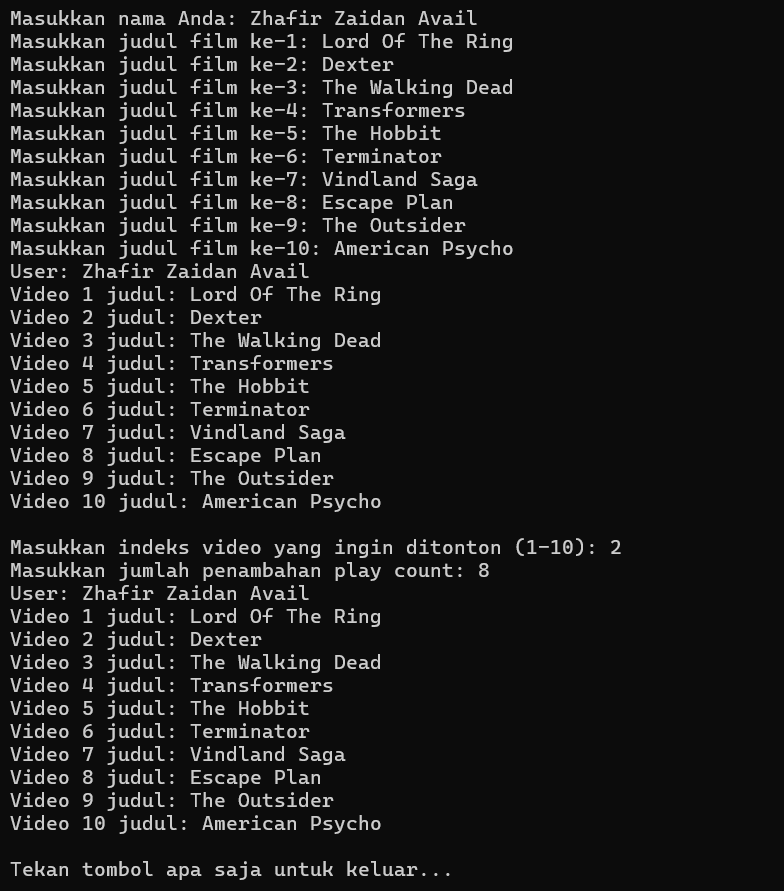 Masukkan nama Anda: Zhafir Zaidan Avail
Masukkan judul film ke-1: Lord Of The Ring
Masukkan judul film ke-2: Dexter
Masukkan judul film ke-3: The Walking Dead
Masukkan judul film ke-4: Transformers
Masukkan judul film ke-5: The Hobbit
Masukkan judul film ke-6: Terminator
Masukkan judul film ke-7: Vindland Saga
Masukkan judul film ke-8: Escape Plan
Masukkan judul film ke-9: The Outsider
Masukkan judul film ke-10: American Psycho
User: Zhafir Zaidan Avail
Video 1 judul: Lord Of The Ring
Video 2 judul: Dexter
Video 3 judul: The Walking Dead
Video 4 judul: Transformers
Video 5 judul: The Hobbit
Video 6 judul: Terminator
Video 7 judul: Vindland Saga
Video 8 judul: Escape Plan
Video 9 judul: The Outsider
Video 10 judul: American Psycho

Masukkan indeks video yang ingin ditonton (1-10): 2
Masukkan jumlah penambahan play count: 8
User: Zhafir Zaidan Avail
Video 1 judul: Lord Of The Ring
Video 2 judul: Dexter
Video 3 judul: The Walking Dead
Video 4 judul: Transformers
Video 5 judul: The Hobbit
Video 6 judul: Terminator
Video 7 judul: Vindland Saga
Video 8 judul: Escape Plan
Video 9 judul: The Outsider
Video 10 judul: American Psycho

Tekan tombol apa saja untuk keluar...